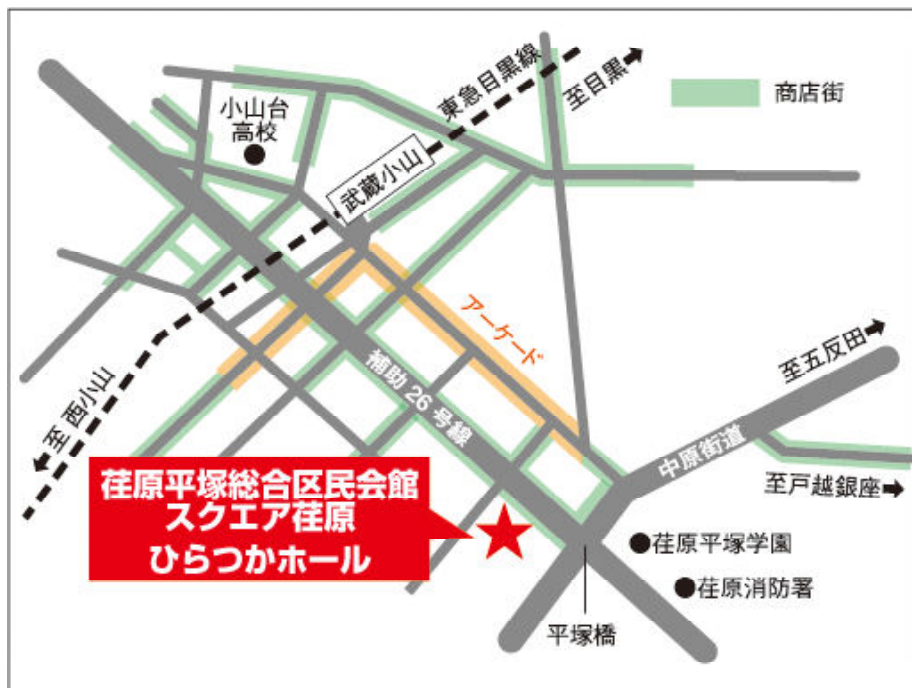 東急目黒線
至目黒
商店街
小山台
高校
武蔵小山
アーケード
至五反田
補助26号線
中原街道
至西小山
至戸越銀座
荏原平塚総合区民会館
スクエア荏原
ひらつかホール
荏原平塚学園
荏原消防署
平塚橋